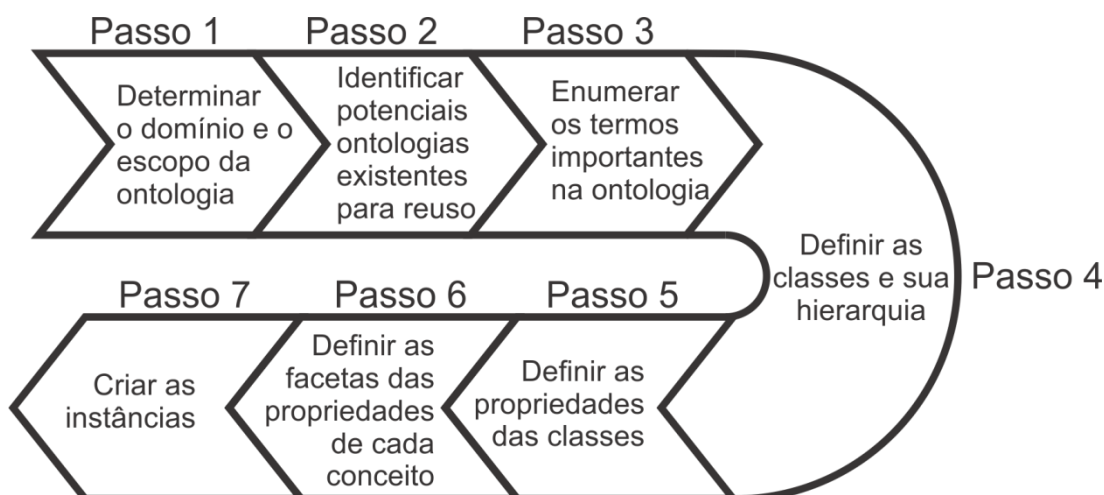 Passo 1
Determinar
o domínio e o
escopo da
ontologia
Passo 2
Identificar
potenciais
ontologias
existentes
para reuso
Passo 3
Enumerar
os termos
importantes
na ontologia
Passo 4
Definir as
classes e sua
hierarquia
Passo 5
Definir as
propriedades
das classes
Passo 6
Definir as
facetas das
propriedades
de cada
conceito
Passo 7
Criar as
instâncias